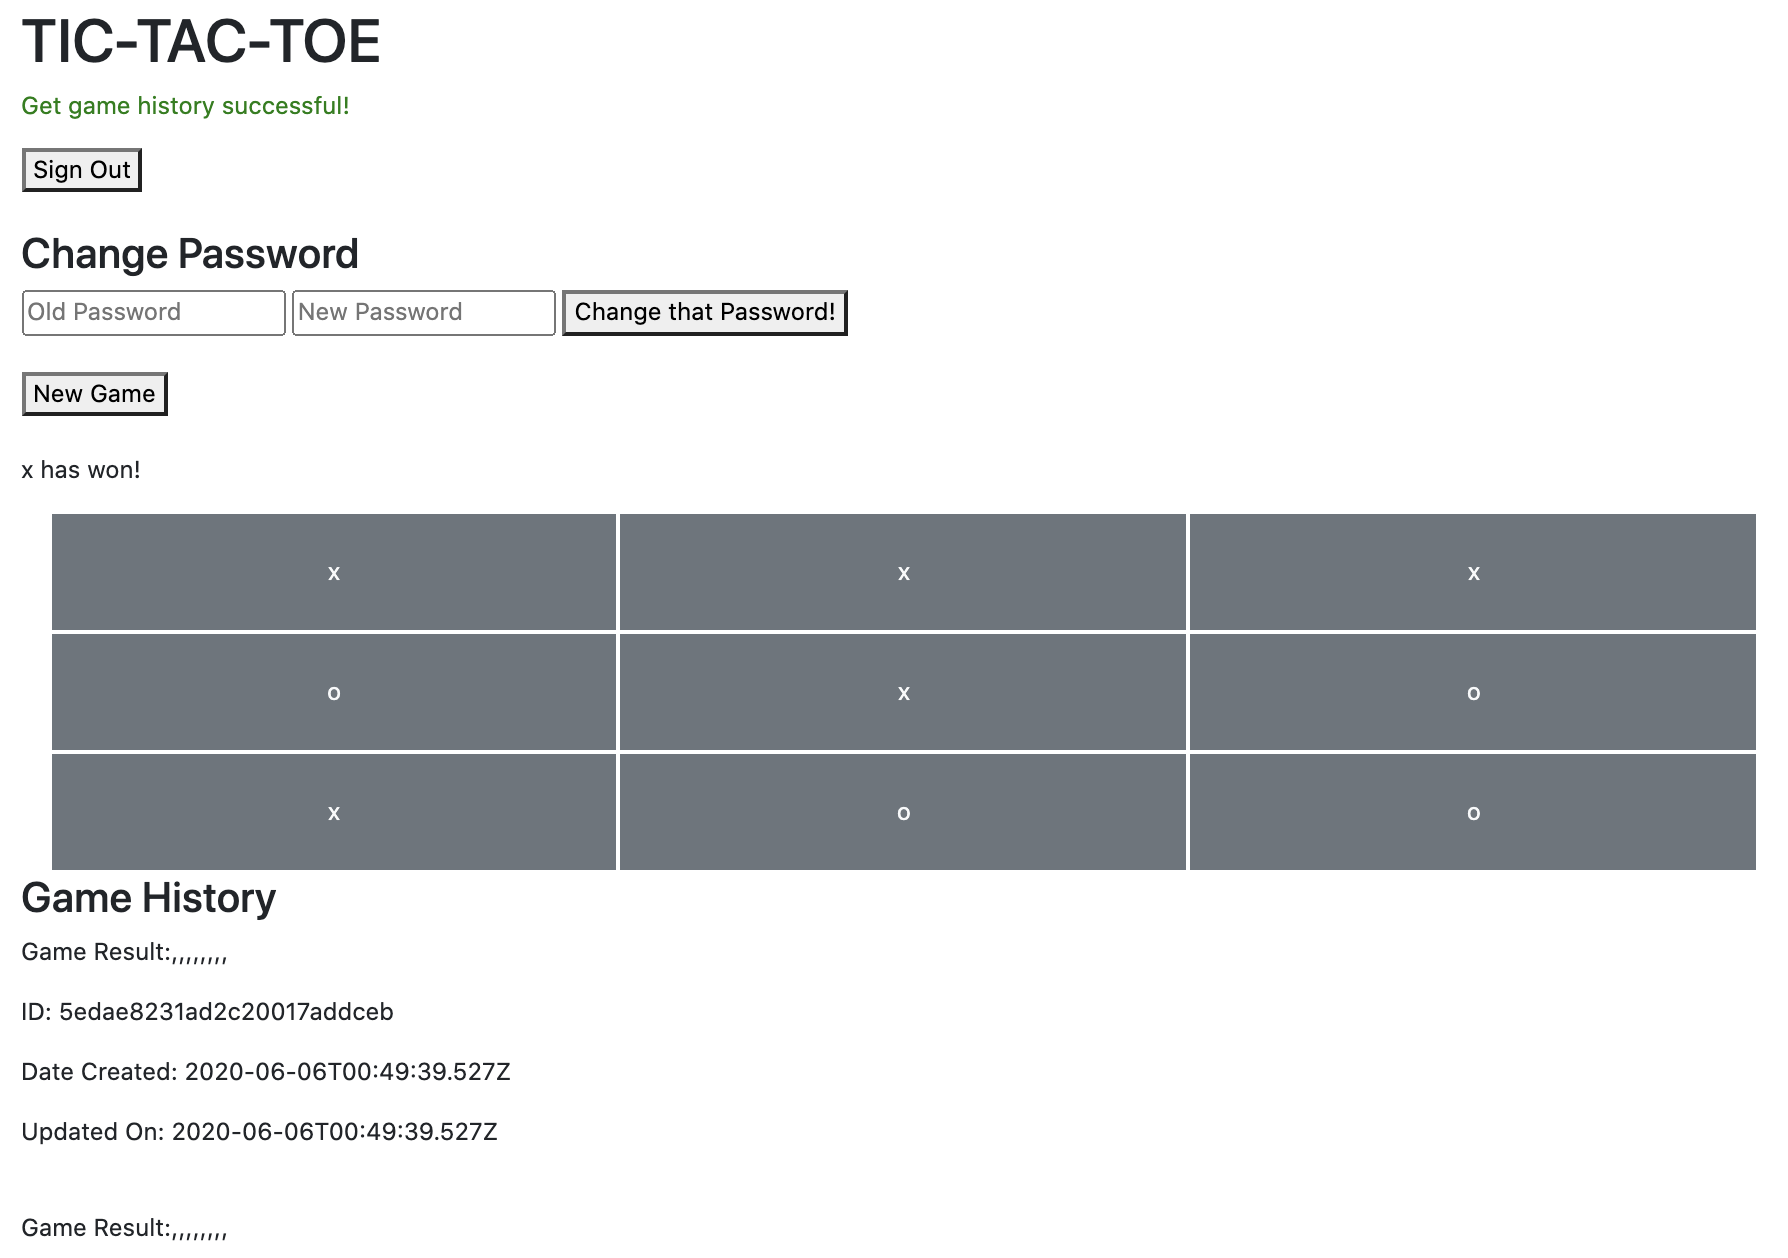 TIC-TAC-TOE
Get game history successful!
Sign Out
Change Password
Old Password New Password Change that Password!
New Game
x has won!
x x x
o x o
x o o
Game History
Game Result:,,,,,,,,
ID: 5edae8231ad2c20017addceb
Date Created: 2020-06-06T00:49:39.527Z
Updated On: 2020-06-06T00:49:39.527Z
Game Result:,,,,,,,,